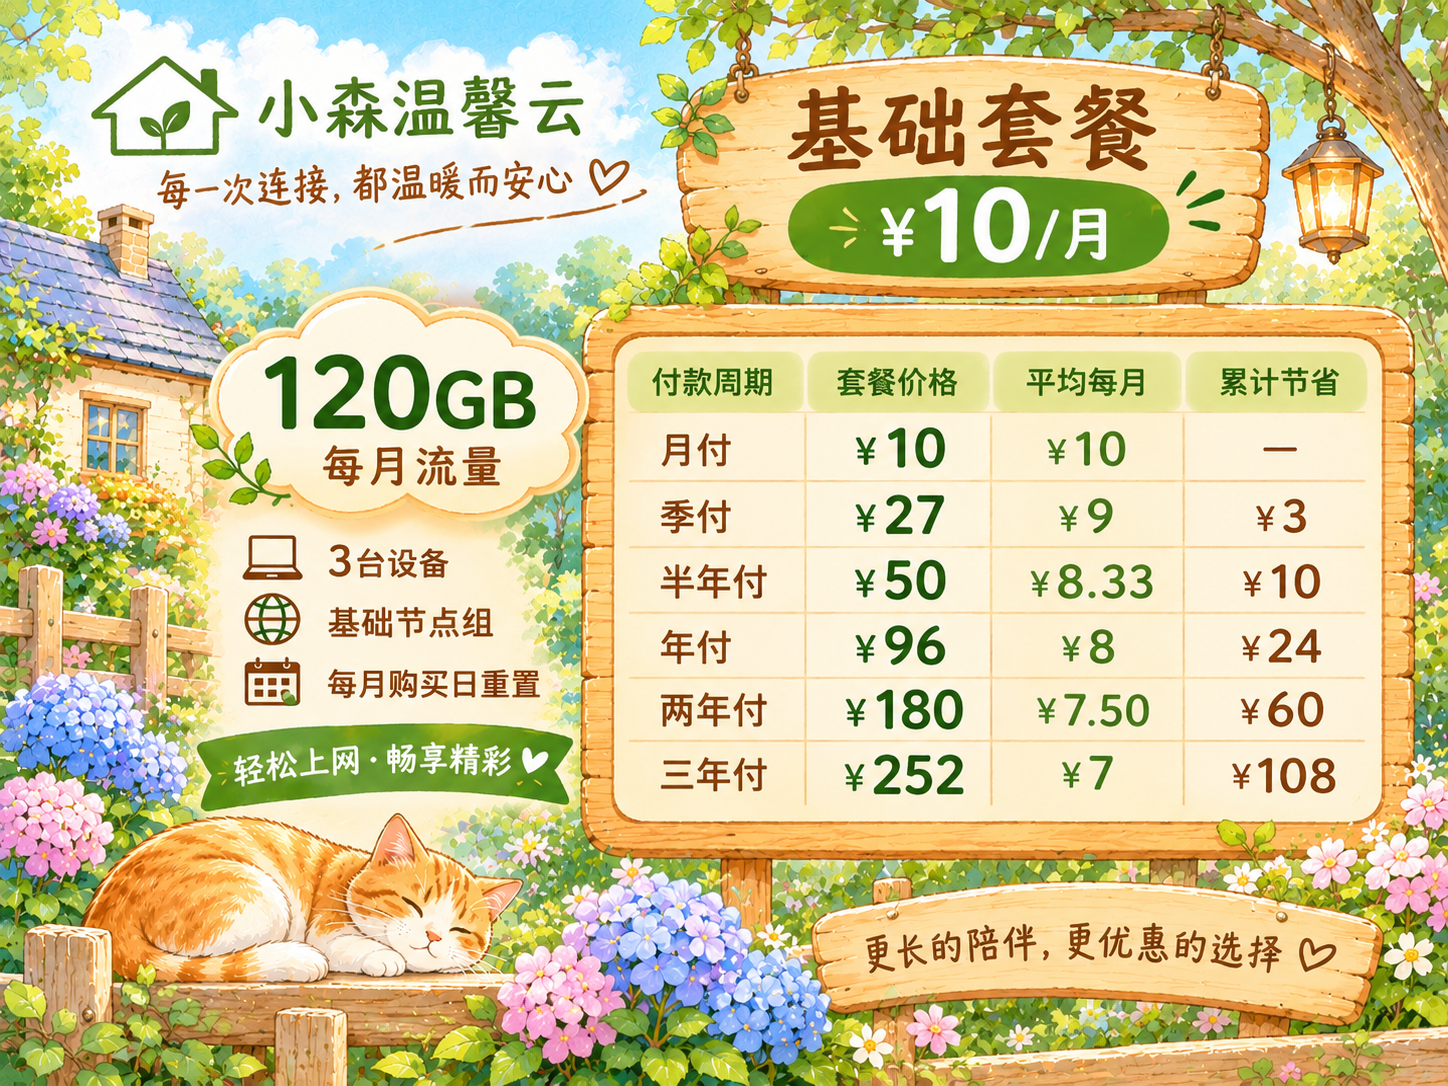 小森温馨云
每一次连接，都温暖而安心
基础套餐
¥10/月
120GB
每月流量
3台设备
基础节点组
每月购买日重置
轻松上网·畅享精彩
付款周期 套餐价格 平均每月 累计节省
月付 ¥10 ¥10 —
季付 ¥27 ¥9 ¥3
半年付 ¥50 ¥8.33 ¥10
年付 ¥96 ¥8 ¥24
两年付 ¥180 ¥7.50 ¥60
三年付 ¥252 ¥7 ¥108
更长的陪伴，更优惠的选择